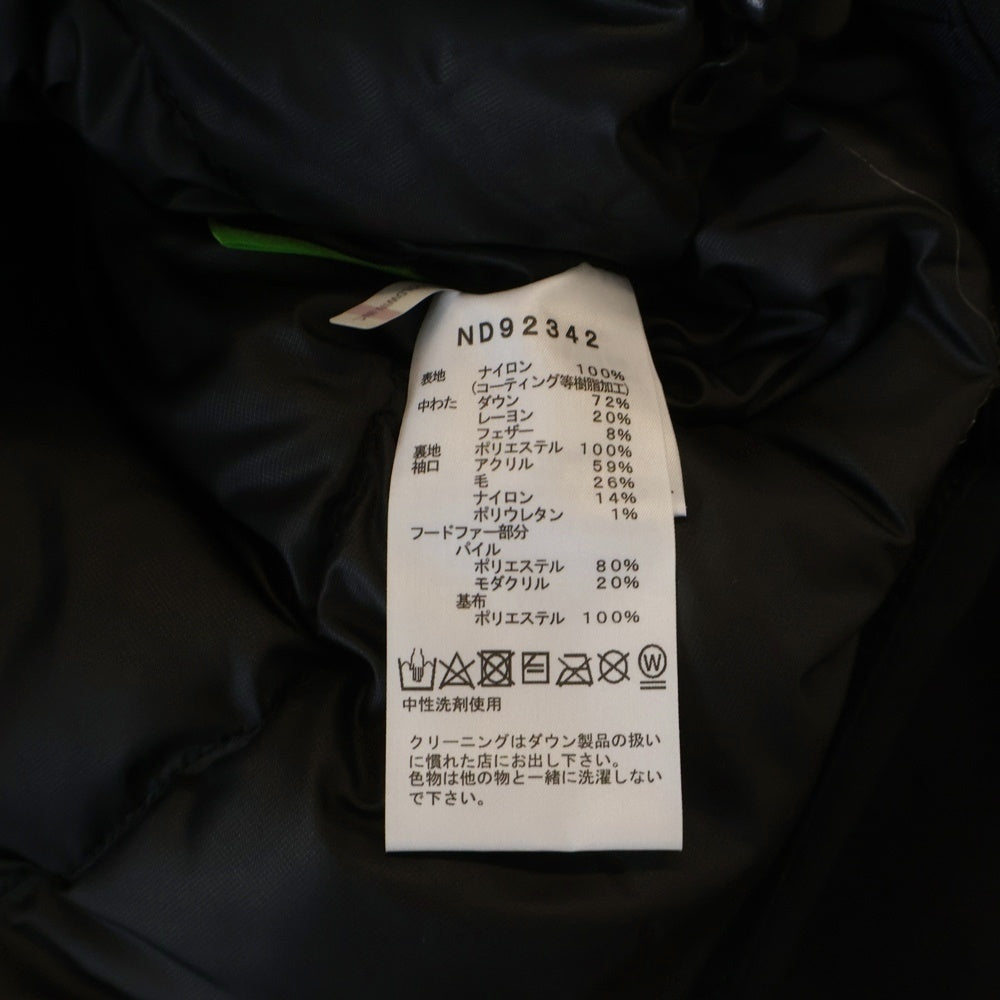 ND92342
表地 ナイロン 100%
(コーティング等樹脂加工)
中わた ダウン 72%
レーヨン 20%
フェザー 8%
裏地 ポリエステル 100%
袖口 アクリル 59%
毛 26%
ナイロン 14%
ポリウレタン 1%
フードファー部分
パイル
ポリエステル 80%
モダクリル 20%
基布
ポリエステル 100%
W
中性洗剤使用
クリーニングはダウン製品の扱い
に慣れた店にお出し下さい。
色物は他の物と一緒に洗濯しない
で下さい。